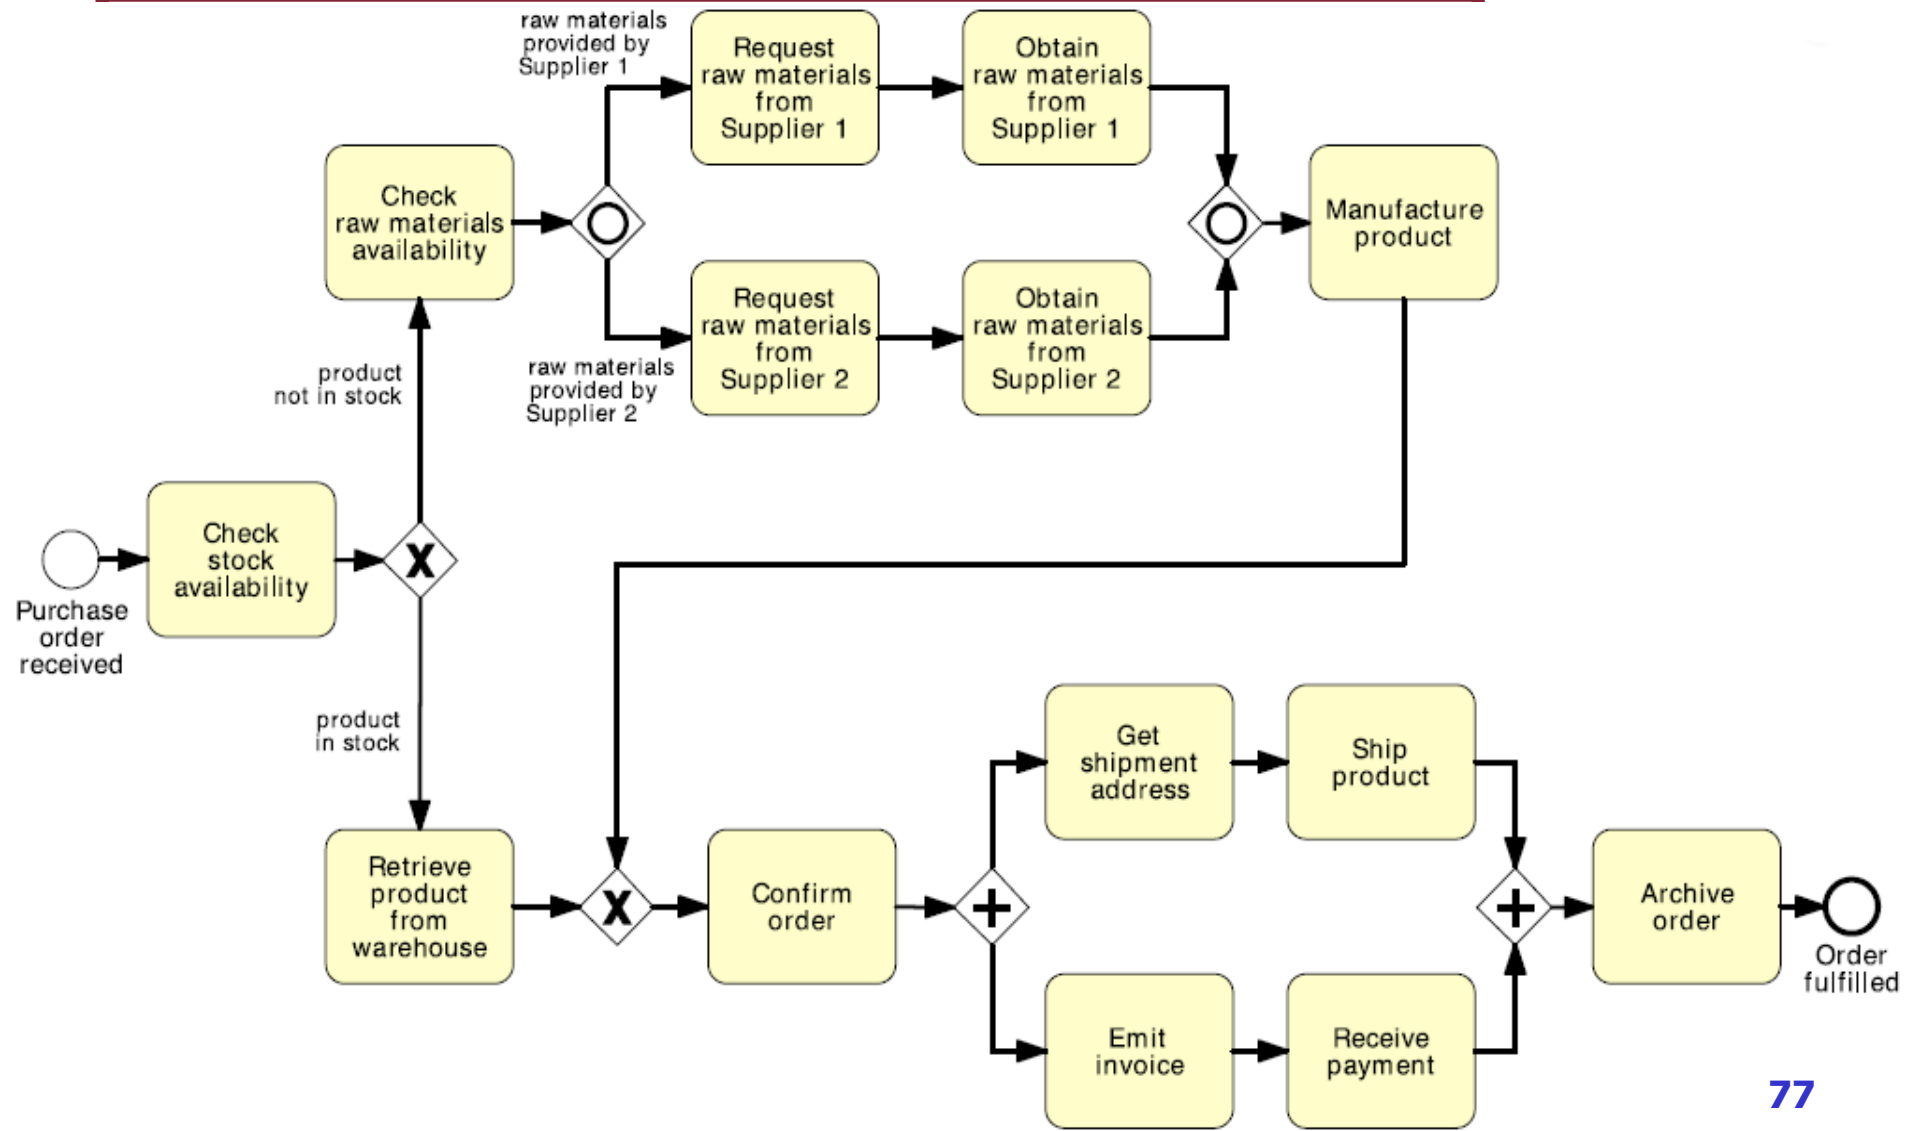 raw materials
provided by
Supplier 1
Request
raw materials
from
Supplier 1
Obtain
raw materials
from
Supplier 1
Check
raw materials
availability
Manufacture
product
Request
raw materials
from
Supplier 2
Obtain
raw materials
from
Supplier 2
raw materials
provided by
Supplier 2
product
not in stock
Check
stock
availability
X
Purchase
order
received
product
in stock
Get
shipment
address
Ship
product
Retrieve
product
from
warehouse
X
Confirm
order
+
+
Archive
order
Order
fulfilled
Emit
invoice
Receive
payment
77